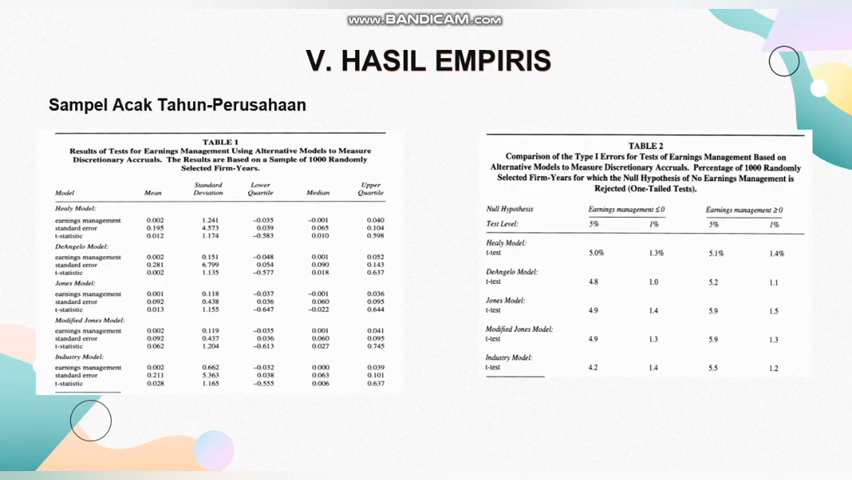 www.BANDICAM.com
V. HASIL EMPIRIS
Sampel Acak Tahun-Perusahaan
TABLE 1
Results of Tests for Earnings Management Using Alternative Models to Measure
Discretionary Accruals. The Results are Based on a Sample of 1000 Randomly
Selected Firm-Years.
Model Mean Standard Deviation Lower Quartile Median Upper Quartile
Healy Model:
earnings management 0.002 1.241 –0.035 –0.001 0.040
standard error 0.195 4.573 0.039 0.065 0.104
t-statistic 0.012 1.174 –0.583 0.010 0.598
DeAngelo Model:
earnings management 0.002 0.151 –0.048 0.001 0.052
standard error 0.281 6.799 0.054 0.090 0.143
t-statistic 0.002 1.135 –0.577 0.018 0.637
Jones Model:
earnings management 0.001 0.118 –0.037 –0.001 0.036
standard error 0.092 0.438 0.036 0.060 0.095
t-statistic 0.013 1.155 –0.647 –0.022 0.644
Modified Jones Model:
earnings management 0.002 0.119 –0.035 0.001 0.041
standard error 0.092 0.437 0.036 0.060 0.095
t-statistic 0.062 1.204 –0.613 0.027 0.745
Industry Model:
earnings management 0.002 0.662 –0.032 0.000 0.039
standard error 0.211 5.363 0.038 0.063 0.101
t-statistic 0.028 1.165 –0.555 0.006 0.637
TABLE 2
Comparison of the Type I Errors for Tests of Earnings Management Based on
Alternative Models to Measure Discretionary Accruals. Percentage of 1000 Randomly
Selected Firm-Years for which the Null Hypothesis of No Earnings Management is
Rejected (One-Tailed Tests).
Null Hypothesis Earnings management ≤ 0 Earnings management ≥ 0
Test Level: 5% 1% 5% 1%
Healy Model:
t-test 5.0% 1.3% 5.1% 1.4%
DeAngelo Model:
t-test 4.8 1.0 5.2 1.1
Jones Model:
t-test 4.9 1.4 5.9 1.5
Modified Jones Model:
t-test 4.9 1.3 5.9 1.3
Industry Model:
t-test 4.2 1.4 5.5 1.2